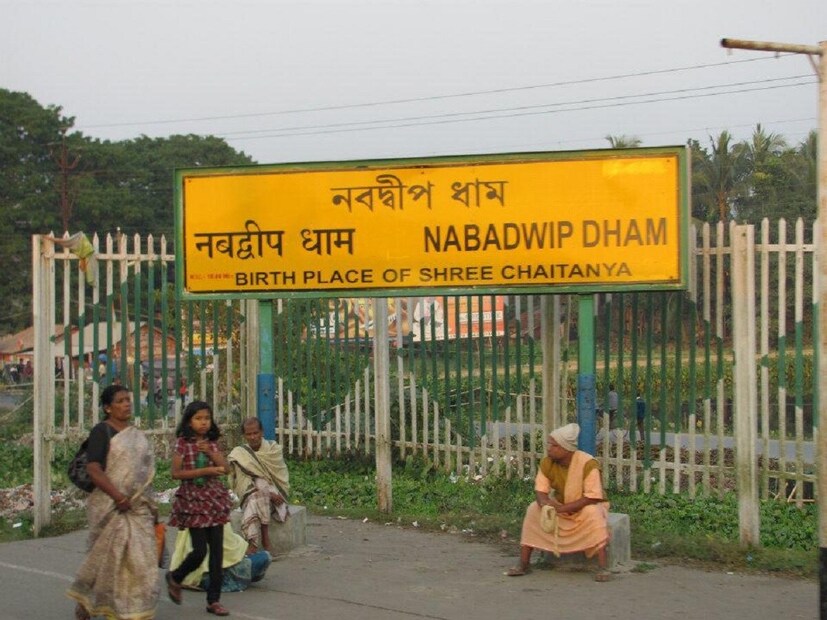 নবদ্বীপ ধাম
नबद्वीप धाम NABADWIP DHAM
BIRTH PLACE OF SHREE CHAITANYA